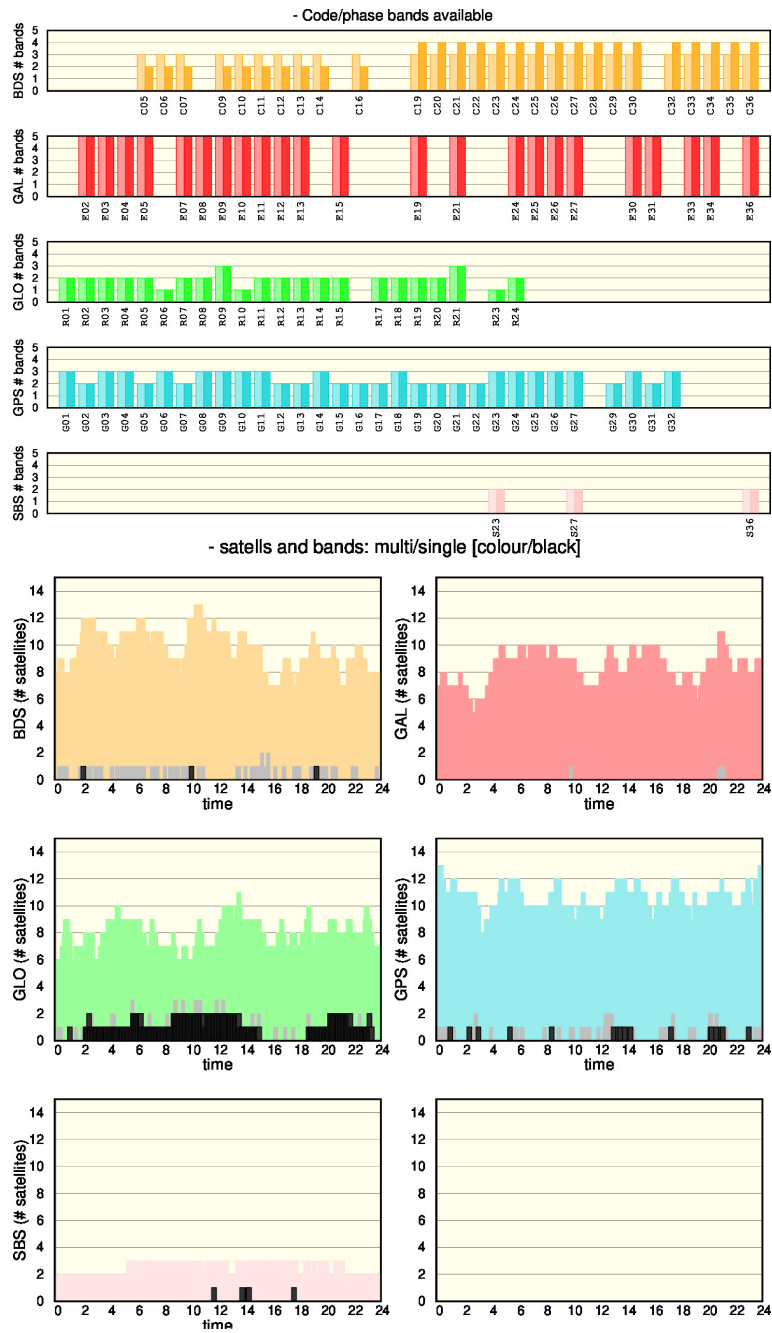 - Code/phase bands available
BDS # bands
5
4
3
2
1
0
C05 C06 C07 C09 C10 C11 C12 C13 C14 C16 C19 C20 C21 C22 C23 C24 C25 C26 C27 C28 C29 C30 C32 C33 C34 C35 C36
GAL # bands
5
4
3
2
1
0
E02 E03 E04 E05 E07 E08 E09 E10 E11 E12 E13 E15 E19 E21 E24 E25 E26 E27 E30 E31 E33 E34 E36
GLO # bands
5
4
3
2
1
0
R01 R02 R03 R04 R05 R06 R07 R08 R09 R10 R11 R12 R13 R14 R15 R17 R18 R19 R20 R21 R23 R24
GPS # bands
5
4
3
2
1
0
G01 G02 G03 G04 G05 G06 G07 G08 G09 G10 G11 G12 G13 G14 G15 G16 G17 G18 G19 G20 G21 G22 G23 G24 G25 G26 G27 G29 G30 G31 G32
SBS # bands
5
4
3
2
1
0
S23 S27 S36
- satells and bands: multi/single [colour/black]
BDS (# satellites)
14
12
10
8
6
4
2
0
0 2 4 6 8 10 12 14 16 18 20 22 24
time
GAL (# satellites)
14
12
10
8
6
4
2
0
0 2 4 6 8 10 12 14 16 18 20 22 24
time
GLO (# satellites)
14
12
10
8
6
4
2
0
0 2 4 6 8 10 12 14 16 18 20 22 24
time
GPS (# satellites)
14
12
10
8
6
4
2
0
0 2 4 6 8 10 12 14 16 18 20 22 24
time
SBS (# satellites)
14
12
10
8
6
4
2
0
0 2 4 6 8 10 12 14 16 18 20 22 24
time
14
12
10
8
6
4
2
0
0 2 4 6 8 10 12 14 16 18 20 22 24